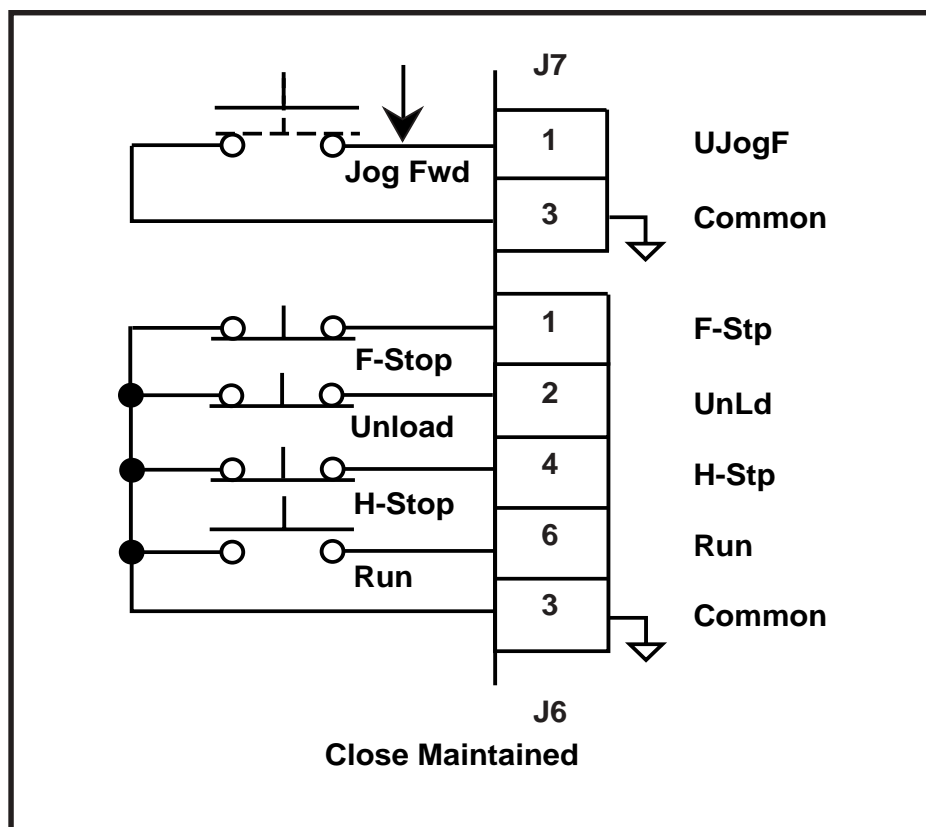 J7
1 UJogF
Jog Fwd
3 Common
1 F-Stp
F-Stop
2 UnLd
Unload
4 H-Stp
H-Stop
6 Run
Run
3 Common
J6
Close Maintained